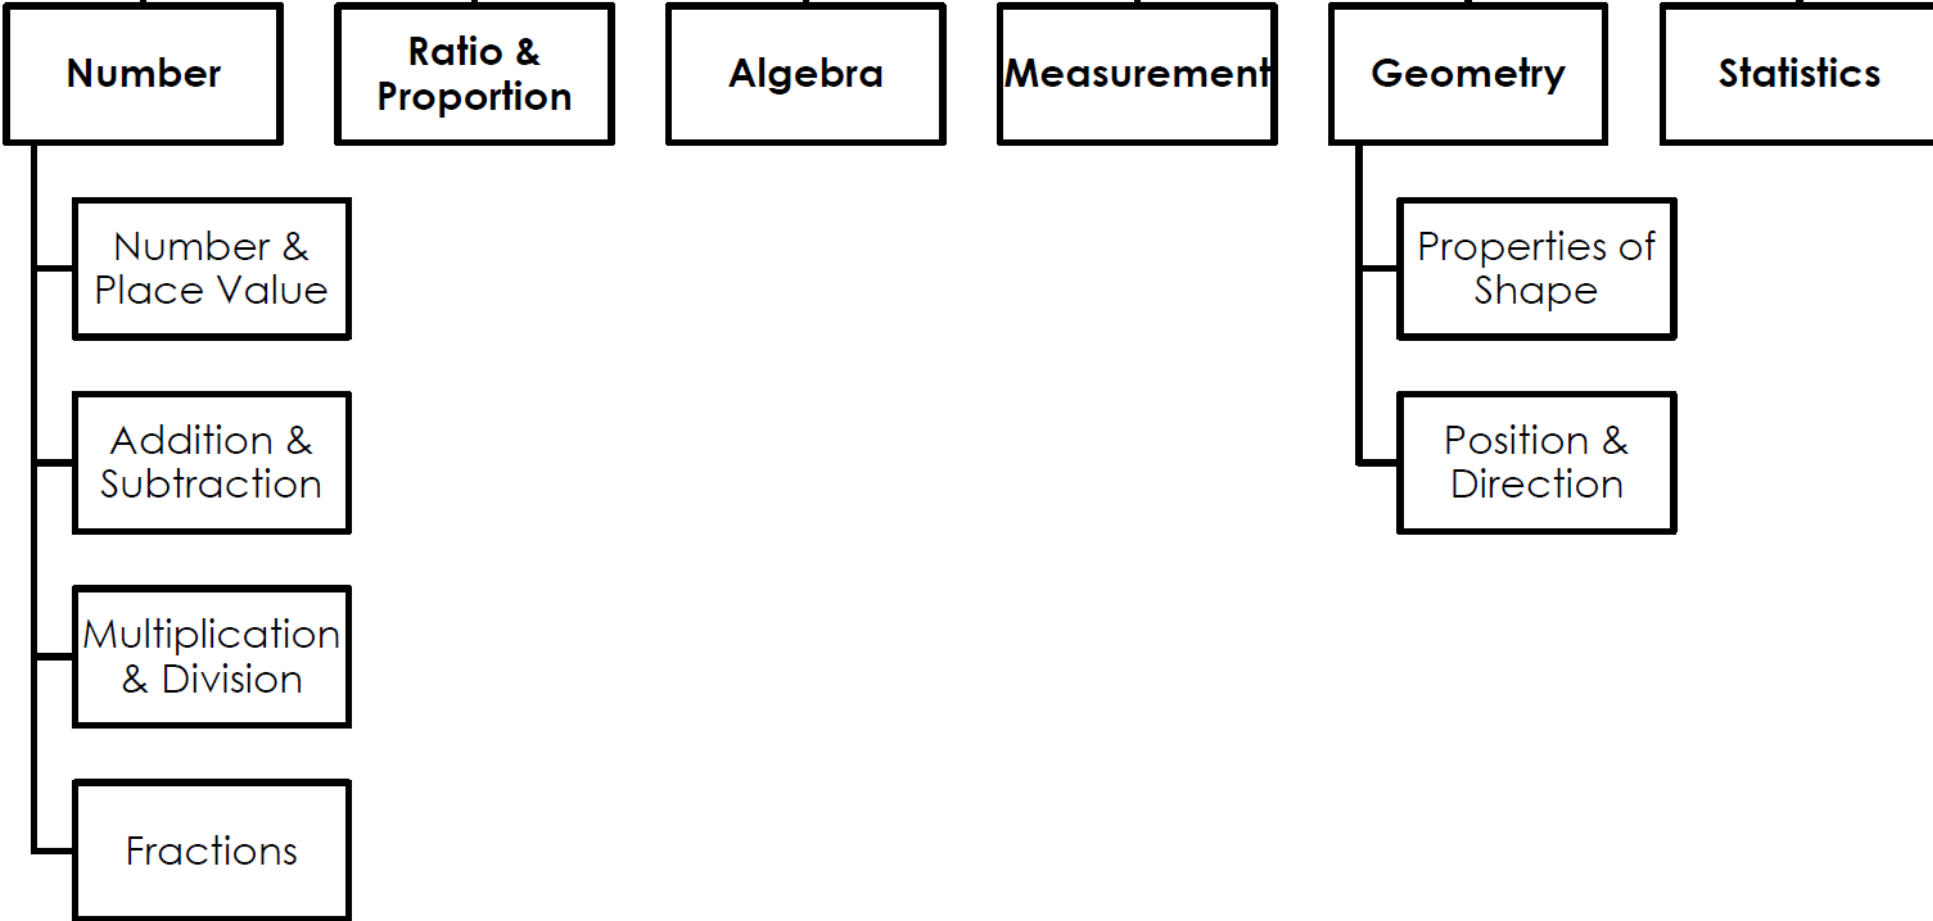 Number
Ratio &
Proportion
Algebra
Measurement
Geometry
Statistics
Number &
Place Value
Addition &
Subtraction
Multiplication
& Division
Fractions
Properties of
Shape
Position &
Direction